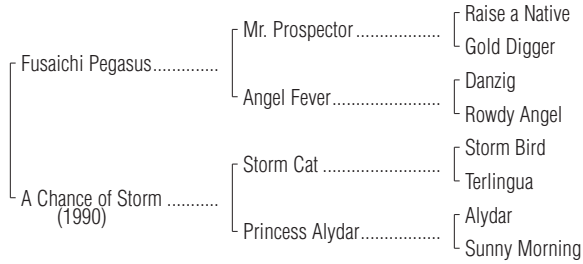 Raise a Native
Mr. Prospector...................
Gold Digger
Fusaichi Pegasus.............
Danzig
Angel Fever........................
Rowdy Angel
Storm Bird
Storm Cat ..........................
Terlingua
A Chance of Storm ...........
(1990)
Alydar
Princess Alydar..................
Sunny Morning